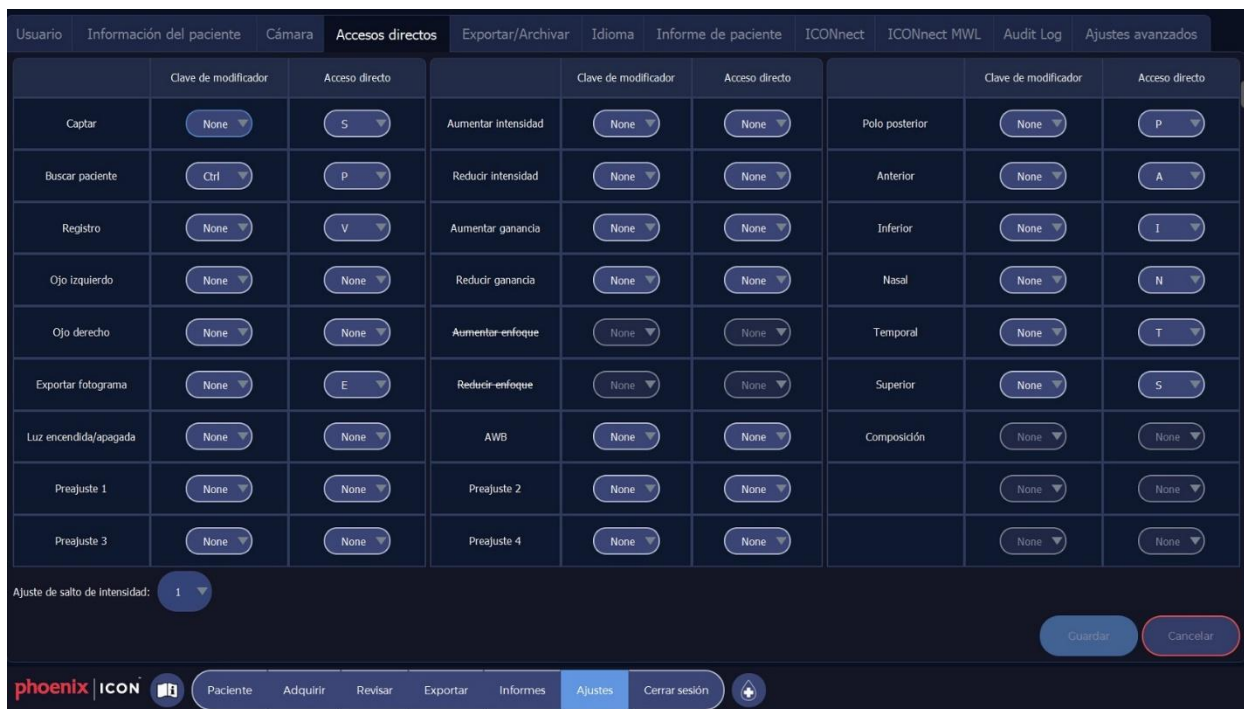 Usuario Información del paciente Cámara Accesos directos Exportar/Archivar Idioma Informe de paciente ICONnect ICONnect MWL Audit Log Ajustes avanzados
Clave de modificador Acceso directo Clave de modificador Acceso directo Clave de modificador Acceso directo
Captar None S Aumentar intensidad None None Polo posterior None P
Buscar paciente Ctrl P Reducir intensidad None None Anterior None A
Registro None V Aumentar ganancia None None Inferior None I
Ojo izquierdo None None Reducir ganancia None None Nasal None N
Ojo derecho None None Aumentar enfoque None None Temporal None T
Exportar fotograma None E Reducir enfoque None None Superior None S
Luz encendida/apagada None None AWB None None Composición None None
Preajuste 1 None None Preajuste 2 None None None None
Preajuste 3 None None Preajuste 4 None None None None
Ajuste de salto de intensidad: 1
Guardar Cancelar
phoenix | ICON Paciente Adquirir Revisar Exportar Informes Ajustes Cerrar sesión